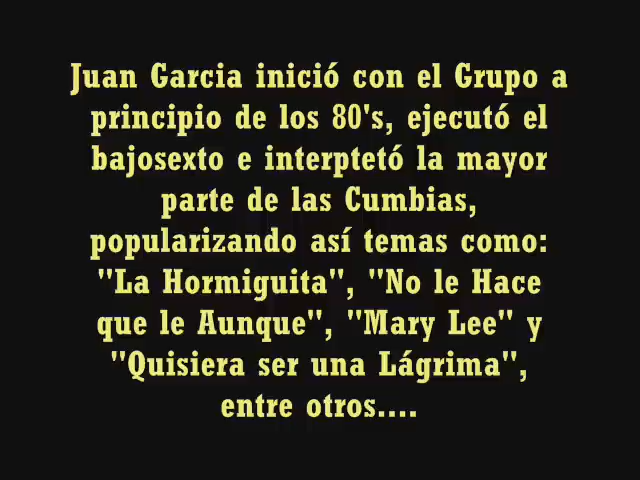 Juan Garcia inició con el Grupo a
principio de los 80's, ejecutó el
bajosexto e interptetó la mayor
parte de las Cumbias,
popularizando así temas como:
"La Hormiguita", "No le Hace
que le Aunque", "Mary Lee" y
"Quisiera ser una Lágrima",
entre otros....